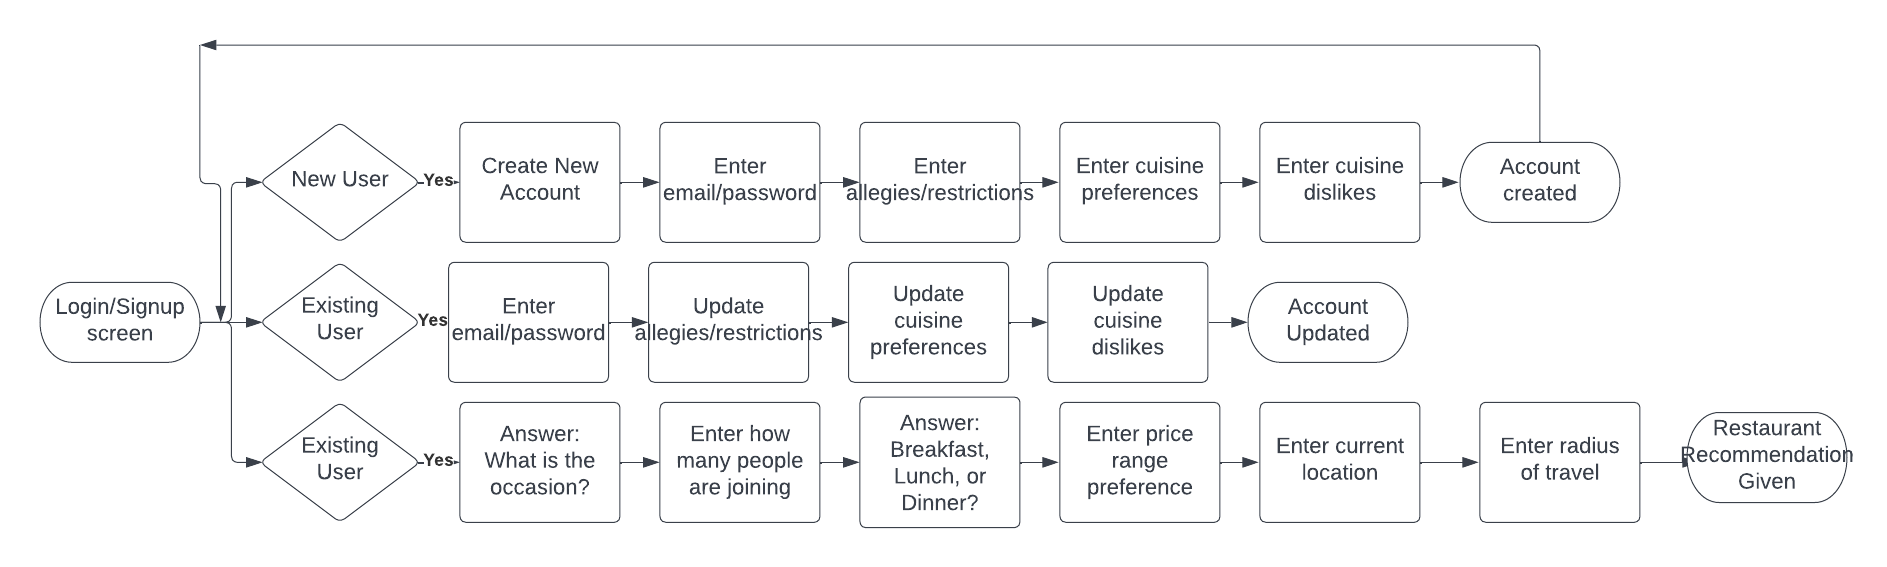 New User
Yes
Create New
Account
Enter
email/password
Enter
allegies/restrictions
Enter cuisine
preferences
Enter cuisine
dislikes
Account
created
Login/Signup
screen
Existing
User
Yes
Enter
email/password
Update
allegies/restrictions
Update
cuisine
preferences
Update
cuisine
dislikes
Account
Updated
Existing
User
Yes
Answer:
What is the
occasion?
Enter how
many people
are joining
Answer:
Breakfast,
Lunch, or
Dinner?
Enter price
range
preference
Enter current
location
Enter radius
of travel
Restaurant
Recommendation
Given